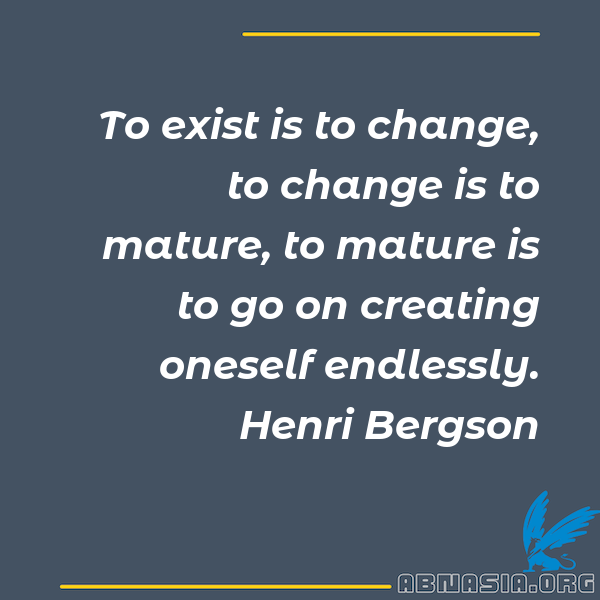 To exist is to change,
to change is to
mature, to mature is
to go on creating
oneself endlessly.
Henri Bergson
ABNASIA.ORG